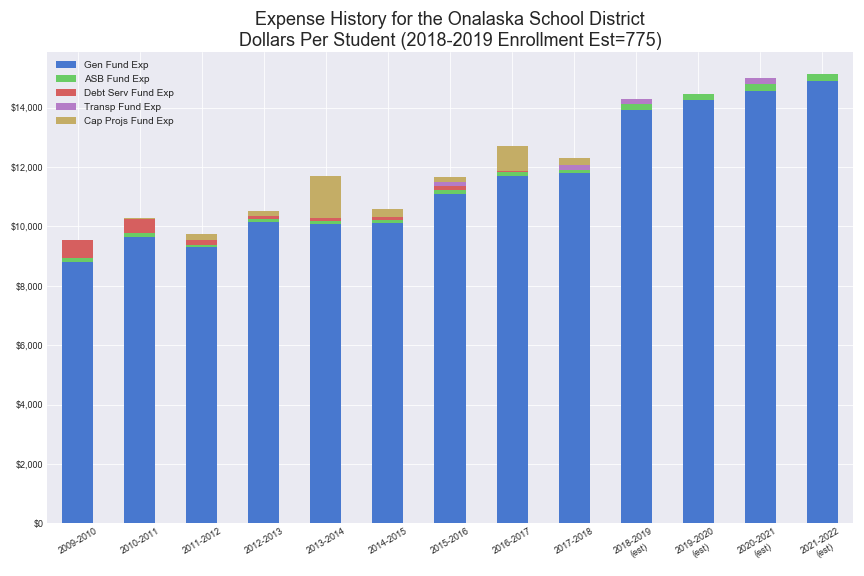 Expense History for the Onalaska School District
Dollars Per Student (2018-2019 Enrollment Est=775)
Gen Fund Exp
ASB Fund Exp
Debt Serv Fund Exp
Transp Fund Exp
Cap Projs Fund Exp
$14,000
$12,000
$10,000
$8,000
$6,000
$4,000
$2,000
$0
2009-2010
2010-2011
2011-2012
2012-2013
2013-2014
2014-2015
2015-2016
2016-2017
2017-2018
2018-2019
(est)
2019-2020
(est)
2020-2021
(est)
2021-2022
(est)